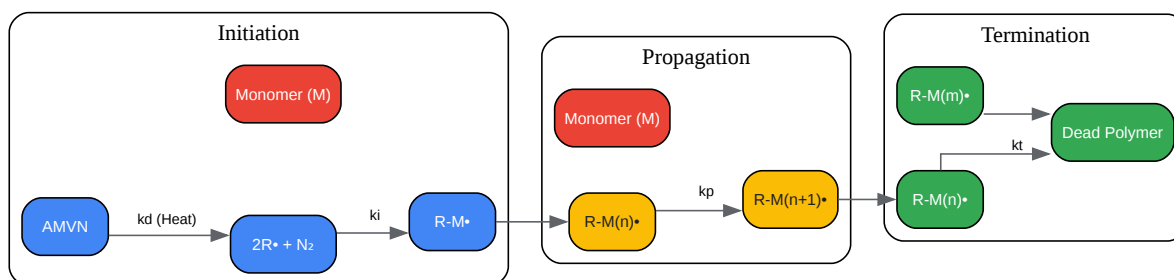 Initiation
Monomer (M)
AMVN
kd (Heat)
2R• + N₂
ki
R-M•
Propagation
Monomer (M)
R-M(n)•
kp
R-M(n+1)•
Termination
R-M(m)•
Dead Polymer
kt
R-M(n)•